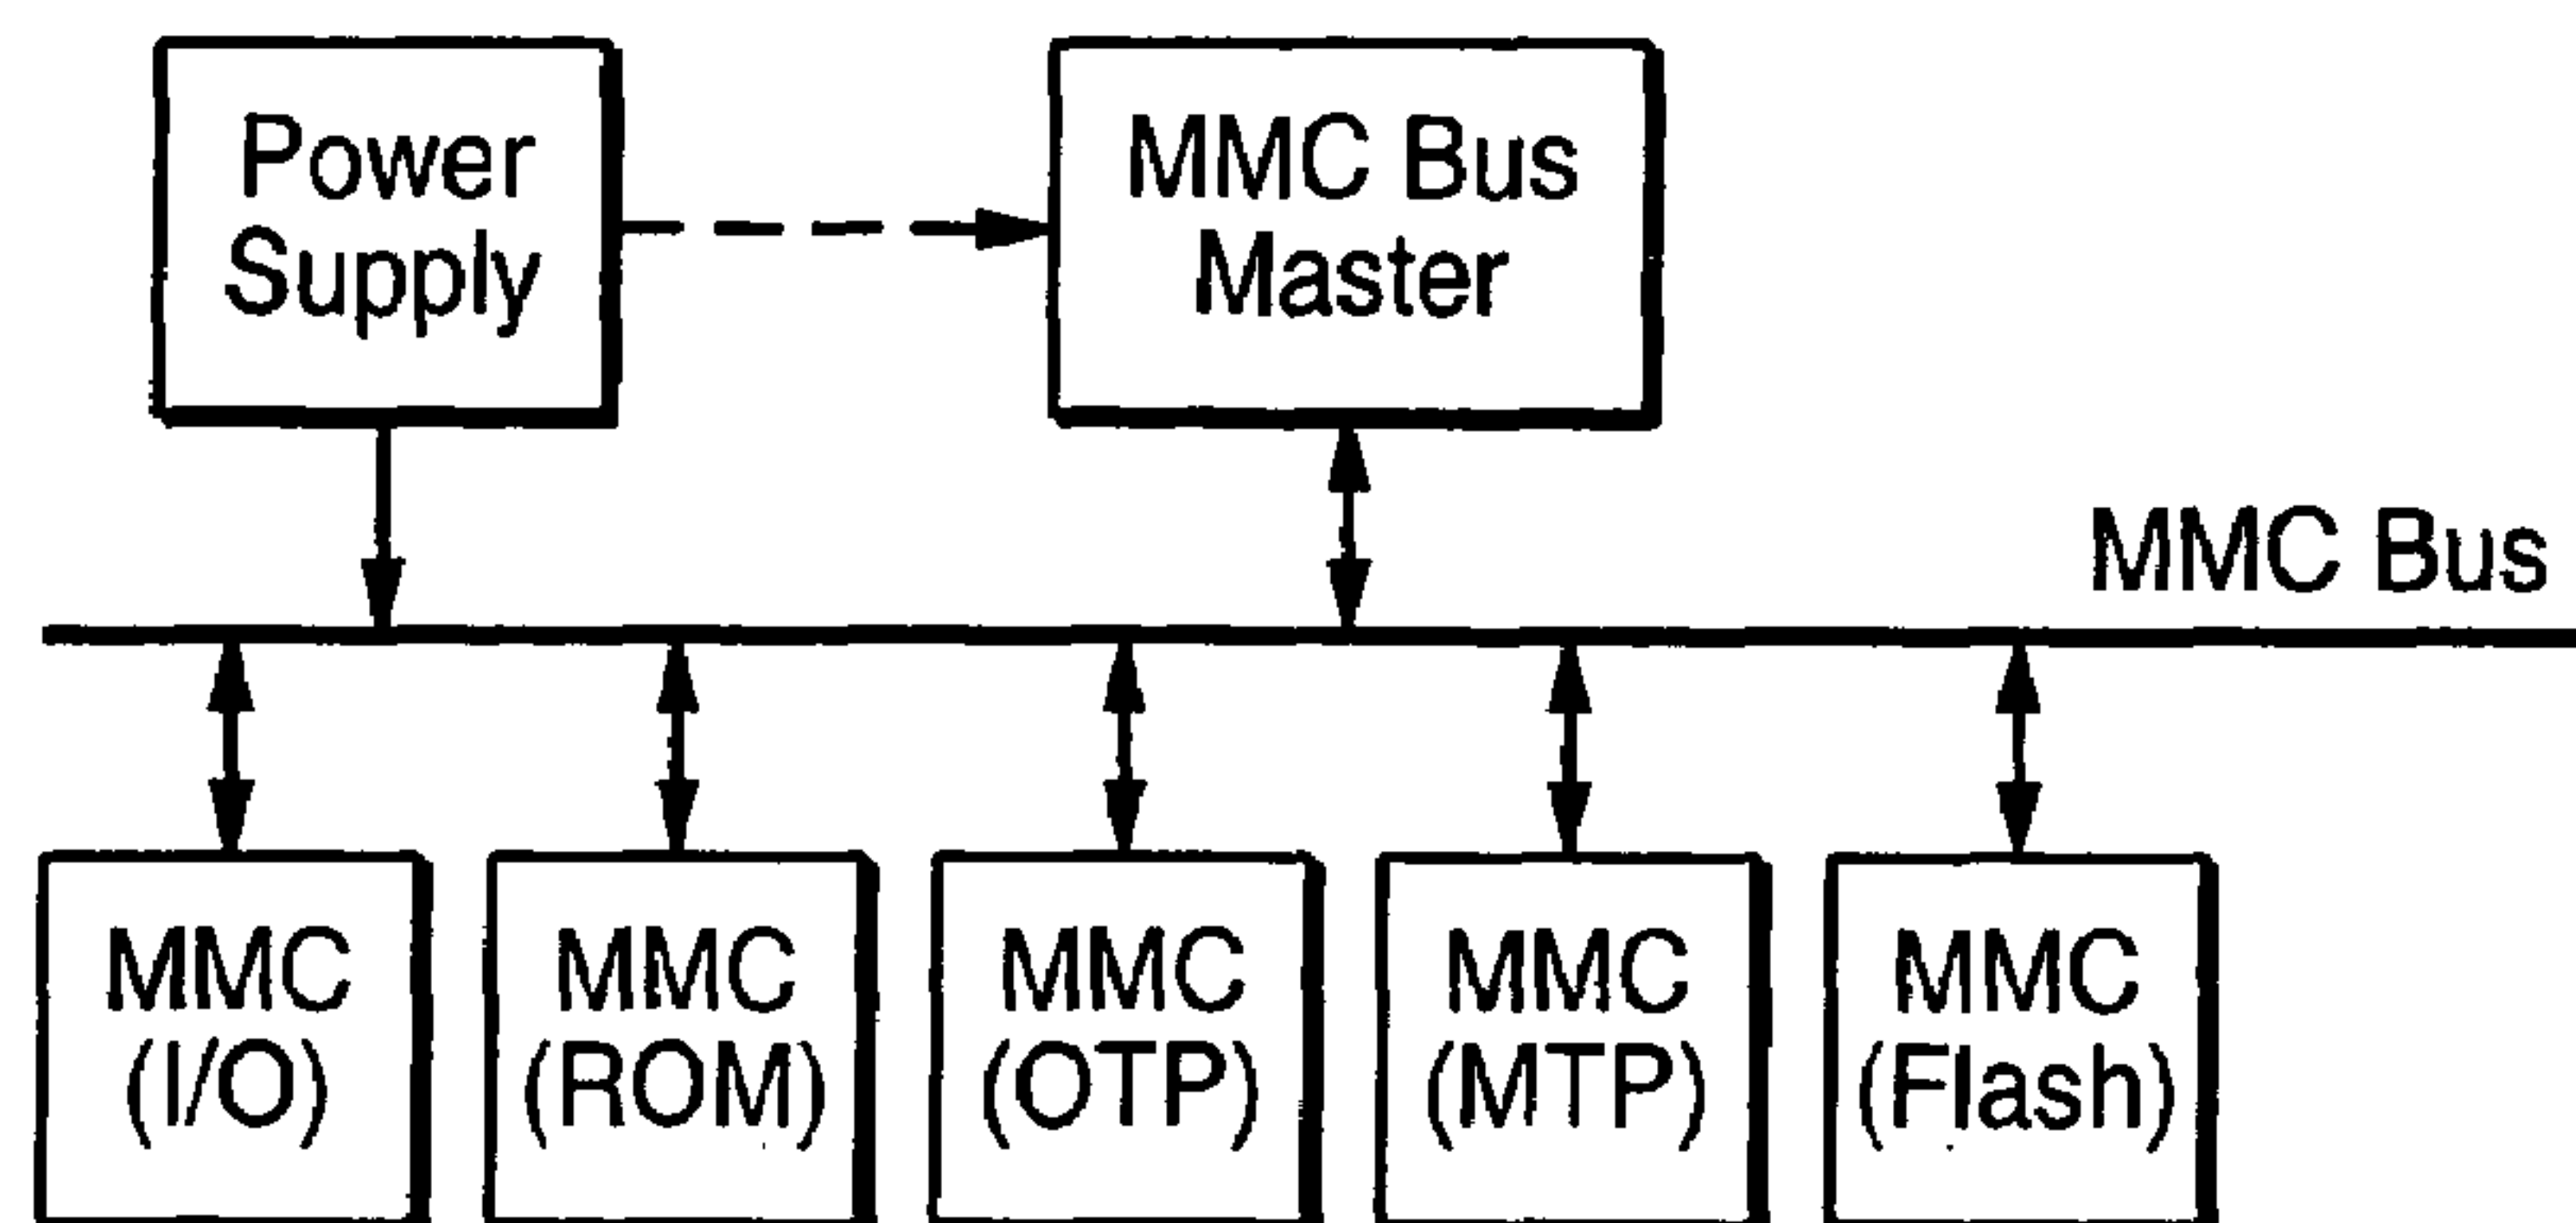 Power
Supply
MMC Bus
Master
MMC Bus
MMC
(I/O)
MMC
(ROM)
MMC
(OTP)
MMC
(MTP)
MMC
(Flash)